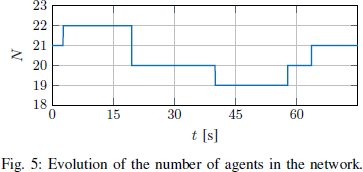 23
22
21
20
19
18
N
0 15 30 45 60
t [s]
Fig. 5: Evolution of the number of agents in the network.